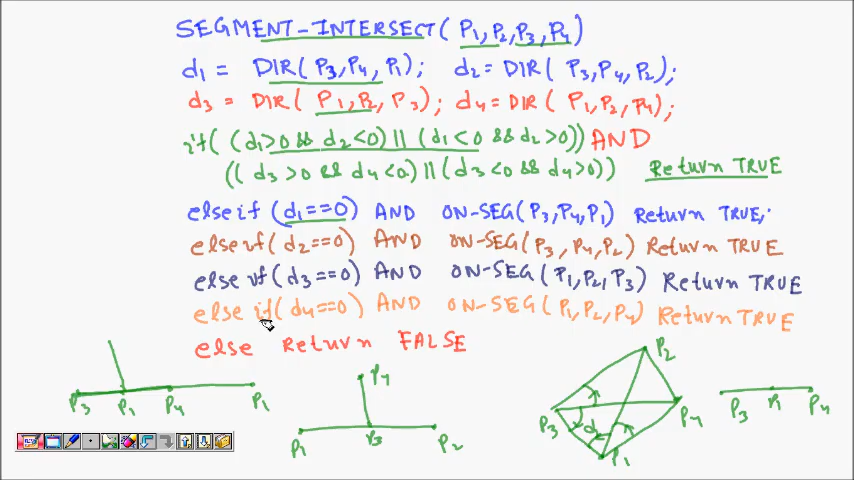 SEGMENT-INTERSECT(P1,P2,P3,P4)
d1 = DIR(P3,P4,P1); d2=DIR(P3,P4,P2);
d3 = DIR(P1,P2,P3); d4=DIR(P1,P2,P4);
if( (d1>0 && d2<0) || (d1<0 && d2>0)) AND
(( d3>0 && d4<0) || (d3<0 && d4>0)) Return TRUE
else if (d1==0) AND ON-SEG(P3,P4,P1) Return TRUE;
else if (d2==0) AND ON-SEG(P3,P4,P2) Return TRUE
else if (d3==0) AND ON-SEG(P1,P2,P3) Return TRUE
else if( d4==0) AND ON-SEG(P1,P2,P4) Return TRUE
else Return FALSE
P3 P1 P4 P1
P4
P1 P3 P2
P2
P3 d2 P4
P1
P3 P1 P4